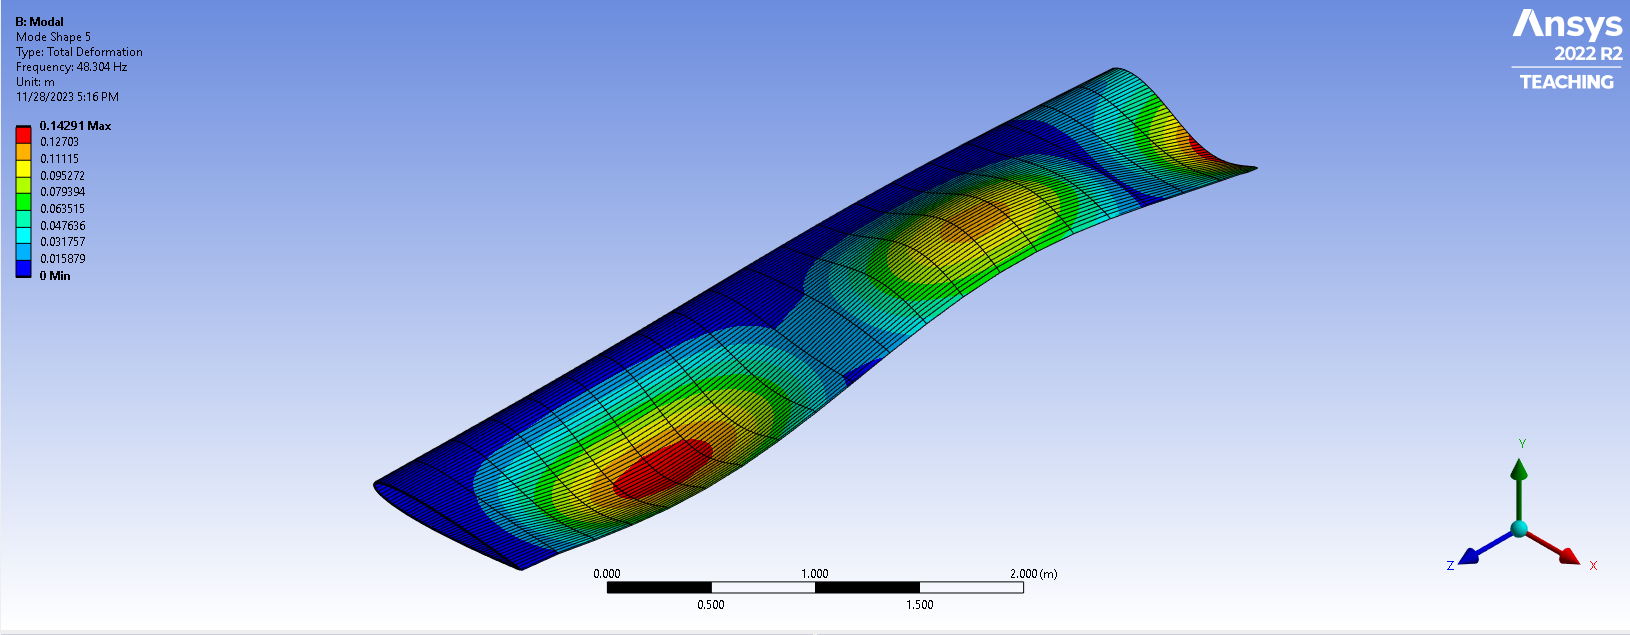 B: Modal
Mode Shape 5
Type: Total Deformation
Frequency: 48.304 Hz
Unit: m
11/28/2023 5:16 PM
0.14291 Max
0.12703
0.11115
0.095272
0.079394
0.063515
0.047636
0.031757
0.015879
0 Min
Ansys
2022 R2
TEACHING
0.000 1.000 2.000 (m)
0.500 1.500
Y
Z X